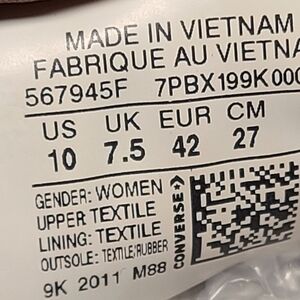 MADE IN VIETNAM
FABRIQUE AU VIETNA
567945F 7PBX199K000
US UK EUR CM
10 7.5 42 27
GENDER: WOMEN
UPPER TEXTILE
LINING: TEXTILE
OUTSOLE: TEXTILE/RUBBER
9K 2011 M88
CONVERSE